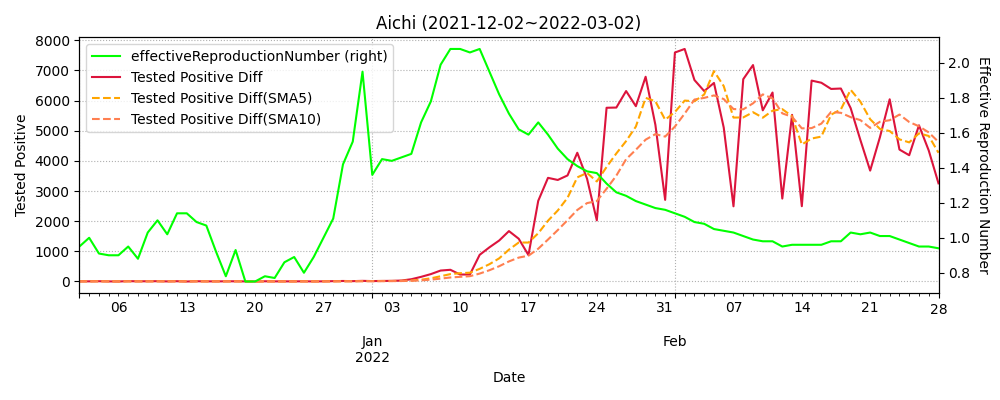 Aichi (2021-12-02~2022-03-02)
effectiveReproductionNumber (right)
Tested Positive Diff
Tested Positive Diff(SMA5)
Tested Positive Diff(SMA10)
Tested Positive
8000
7000
6000
5000
4000
3000
2000
1000
0
2.0
1.8
1.6
1.4
1.2
1.0
0.8
Effective Reproduction Number
06 13 20 27 03 10 17 24 31 07 14 21 28
Jan Feb
2022
Date